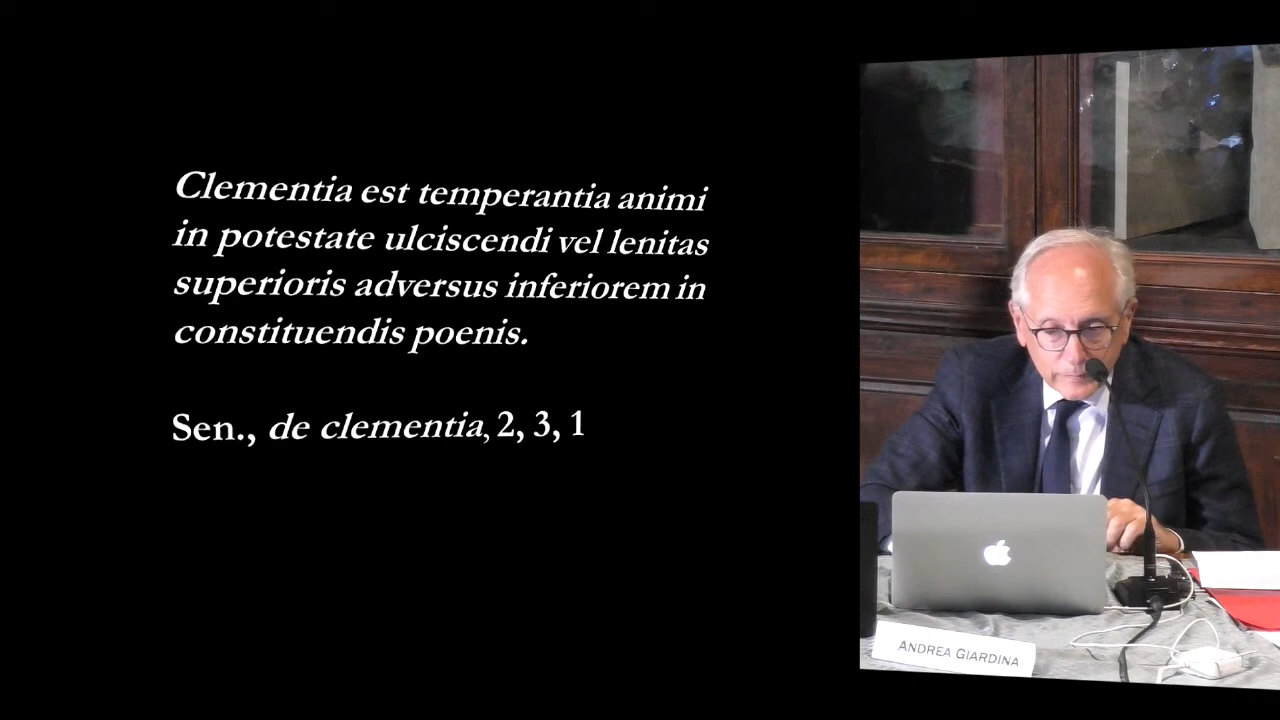 Clementia est temperantia animi
in potestate ulciscendi vel lenitas
superioris adversus inferiorem in
constituendis poenis.
Sen., de clementia, 2, 3, 1
ANDREA GIARDINA